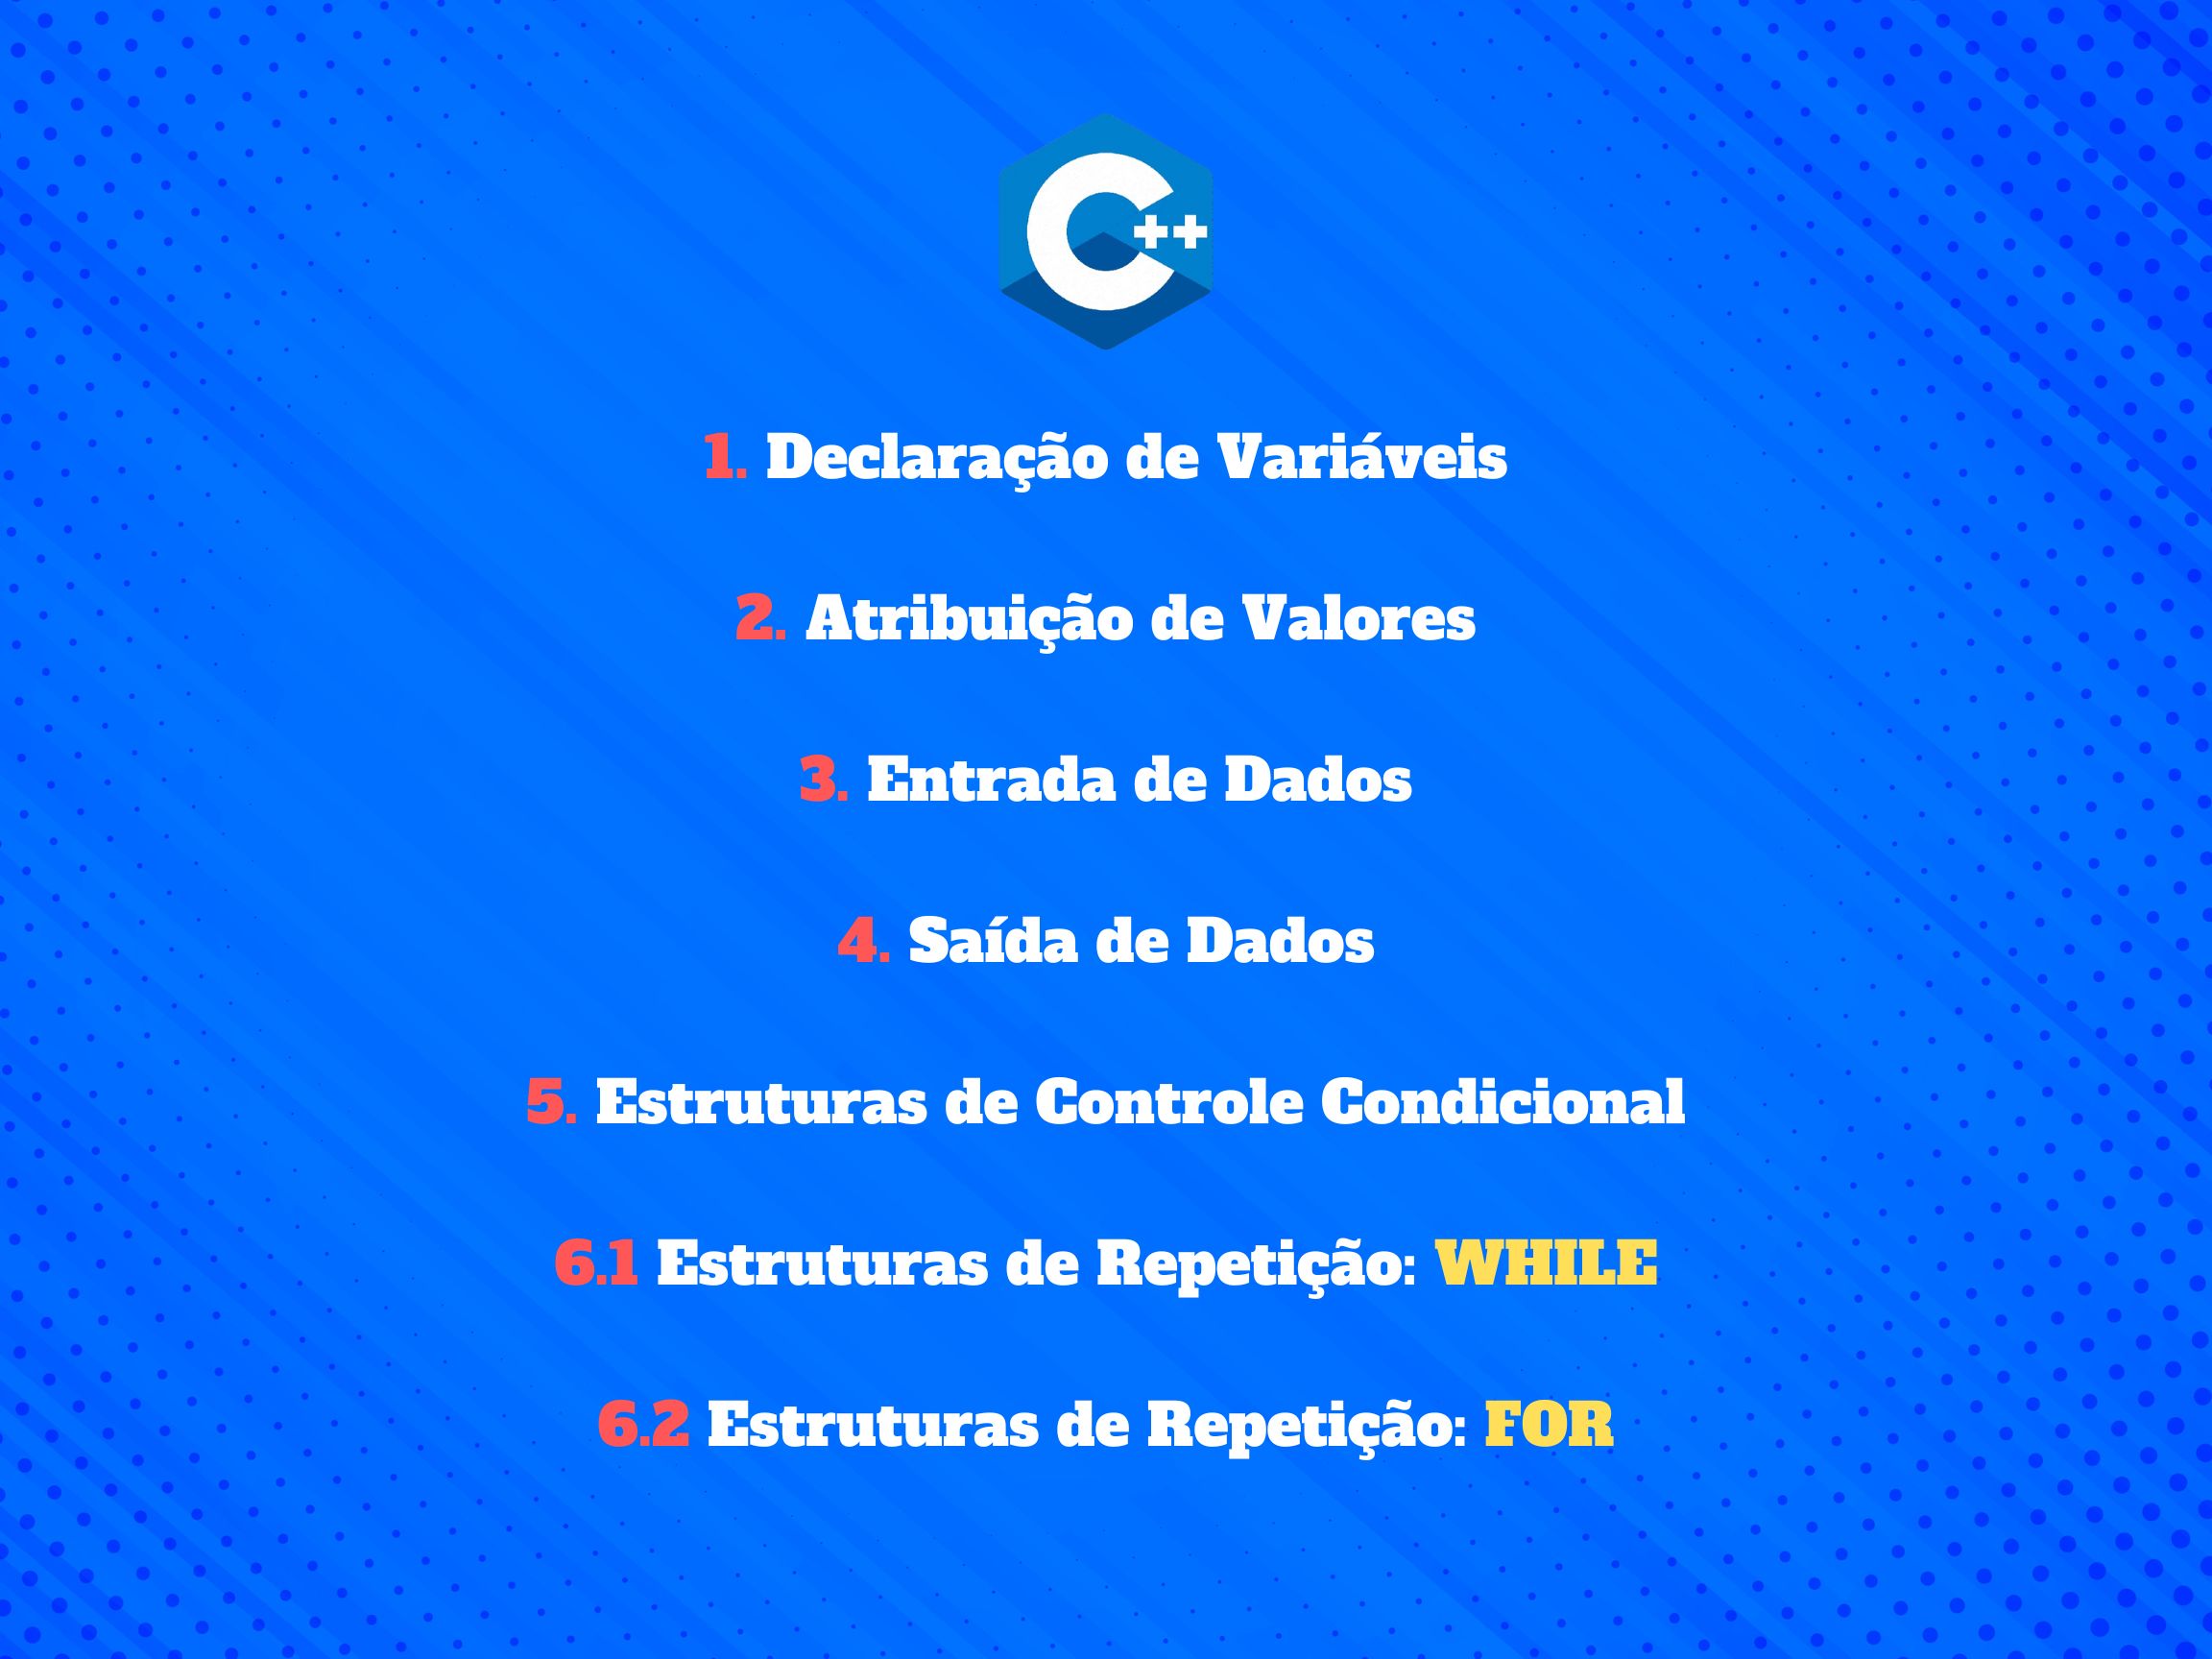 C++
1. Declaração de Variáveis
2. Atribuição de Valores
3. Entrada de Dados
4. Saída de Dados
5. Estruturas de Controle Condicional
6.1 Estruturas de Repetição: WHILE
6.2 Estruturas de Repetição: FOR